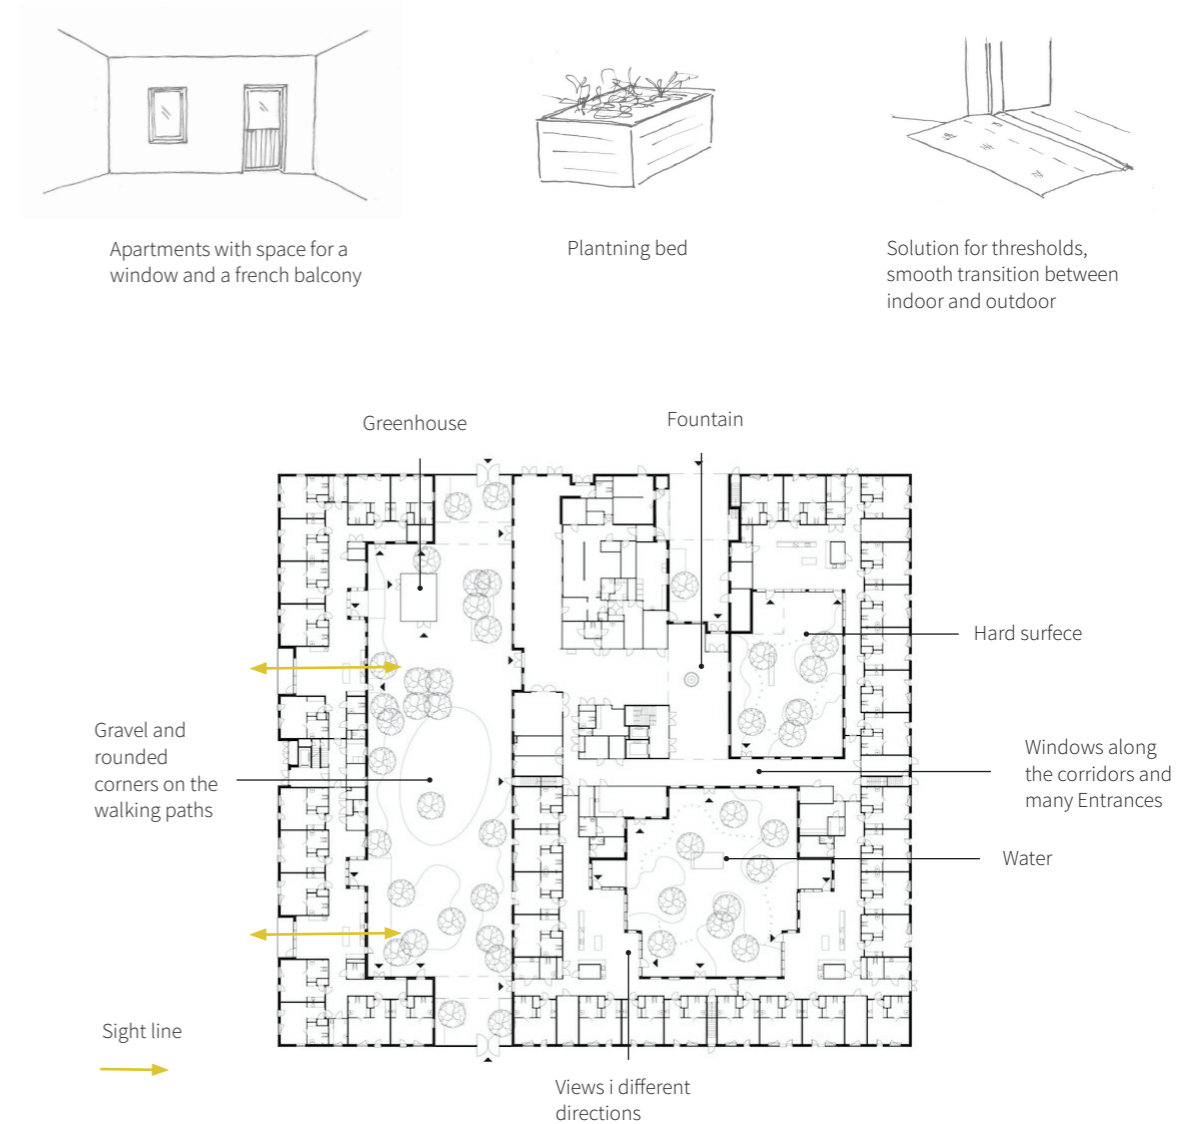 Apartments with space for a
window and a french balcony
Plantning bed
Solution for thresholds,
smooth transition between
indoor and outdoor
Greenhouse
Fountain
Hard surfece
Gravel and
rounded
corners on the
walking paths
Windows along
the corridors and
many Entrances
Water
Sight line
Views i different
directions